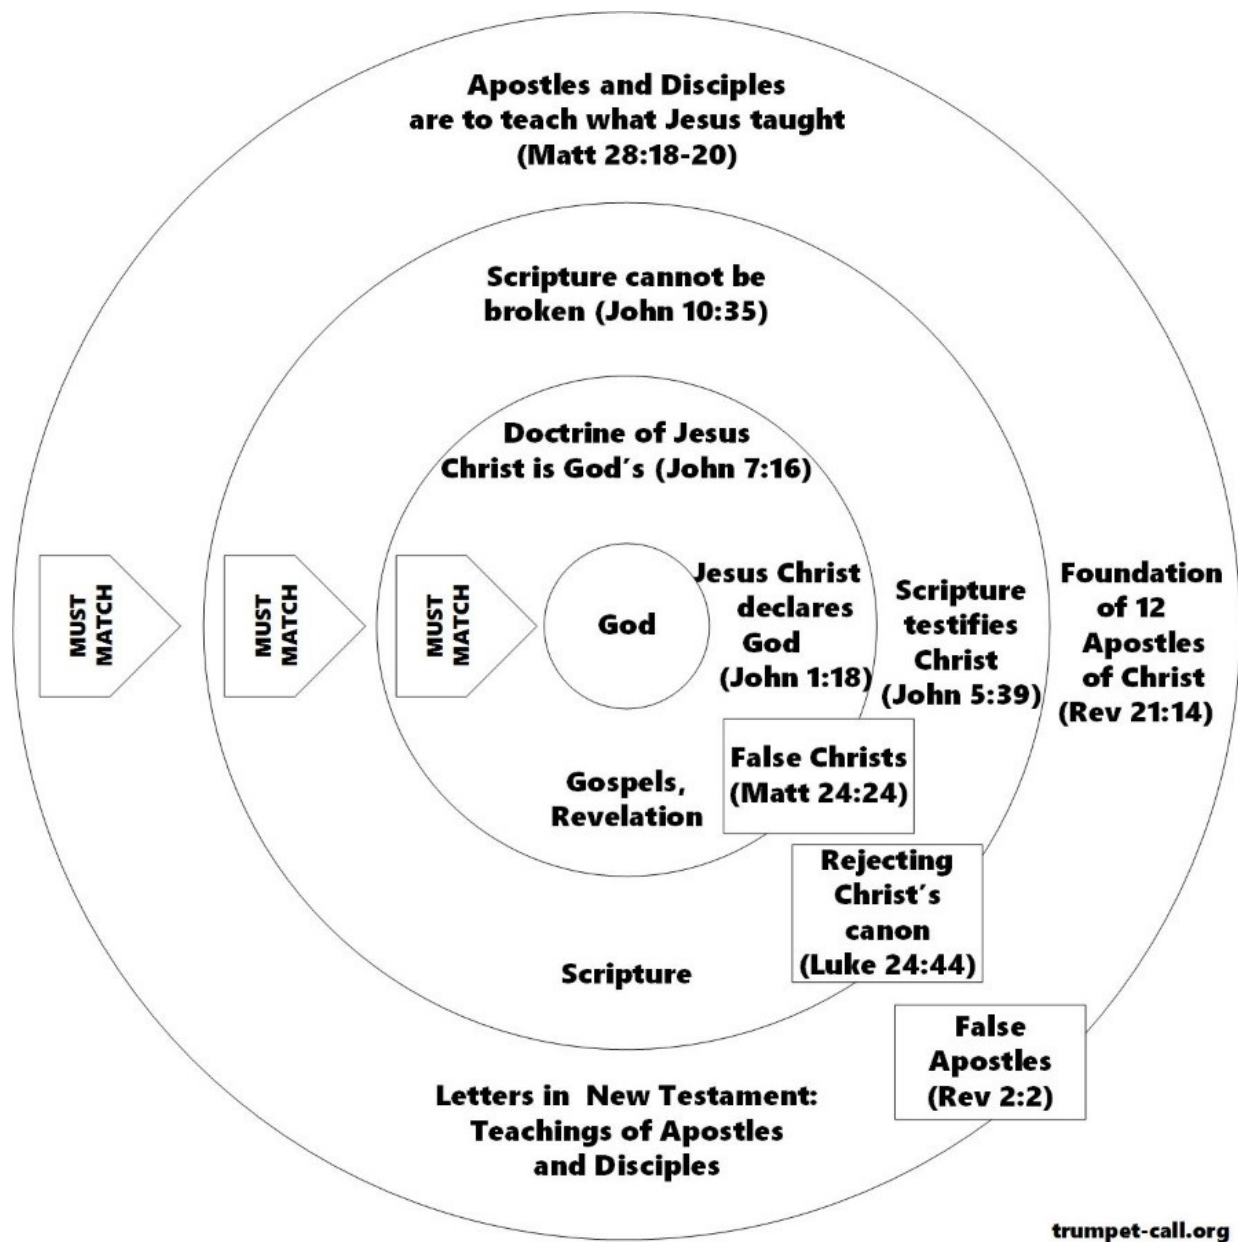 Apostles and Disciples
are to teach what Jesus taught
(Matt 28:18-20)
Scripture cannot be
broken (John 10:35)
Doctrine of Jesus
Christ is God´s (John 7:16)
MUST
MATCH
MUST
MATCH
MUST
MATCH
God
Jesus Christ
declares
God
(John 1:18)
Scripture
testifies
Christ
(John 5:39)
Foundation
of 12
Apostles
of Christ
(Rev 21:14)
False Christs
(Matt 24:24)
Gospels,
Revelation
Rejecting
Christ´s
canon
(Luke 24:44)
Scripture
False
Apostles
(Rev 2:2)
Letters in New Testament:
Teachings of Apostles
and Disciples
trumpet-call.org